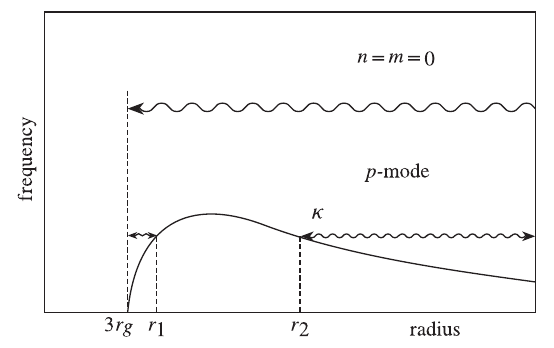 n = m = 0
frequency
p-mode
κ
3rg r1 r2 radius